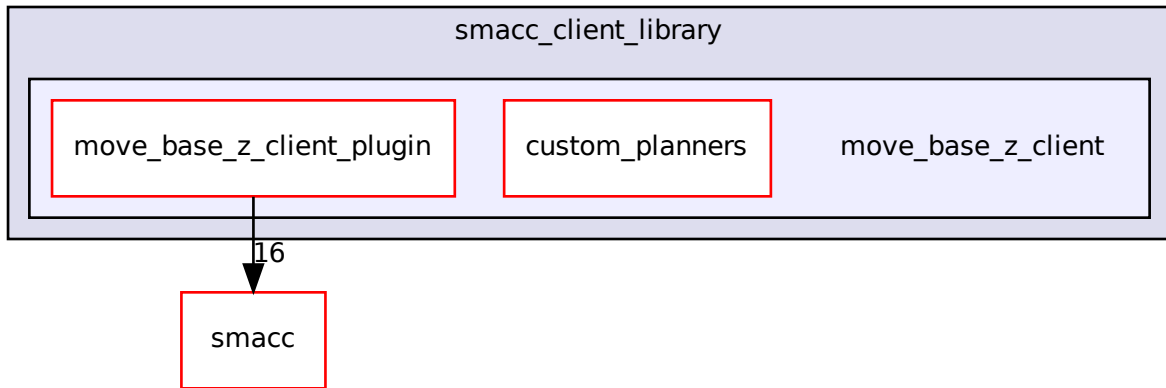 smacc_client_library
move_base_z_client_plugin
custom_planners
move_base_z_client
16
smacc